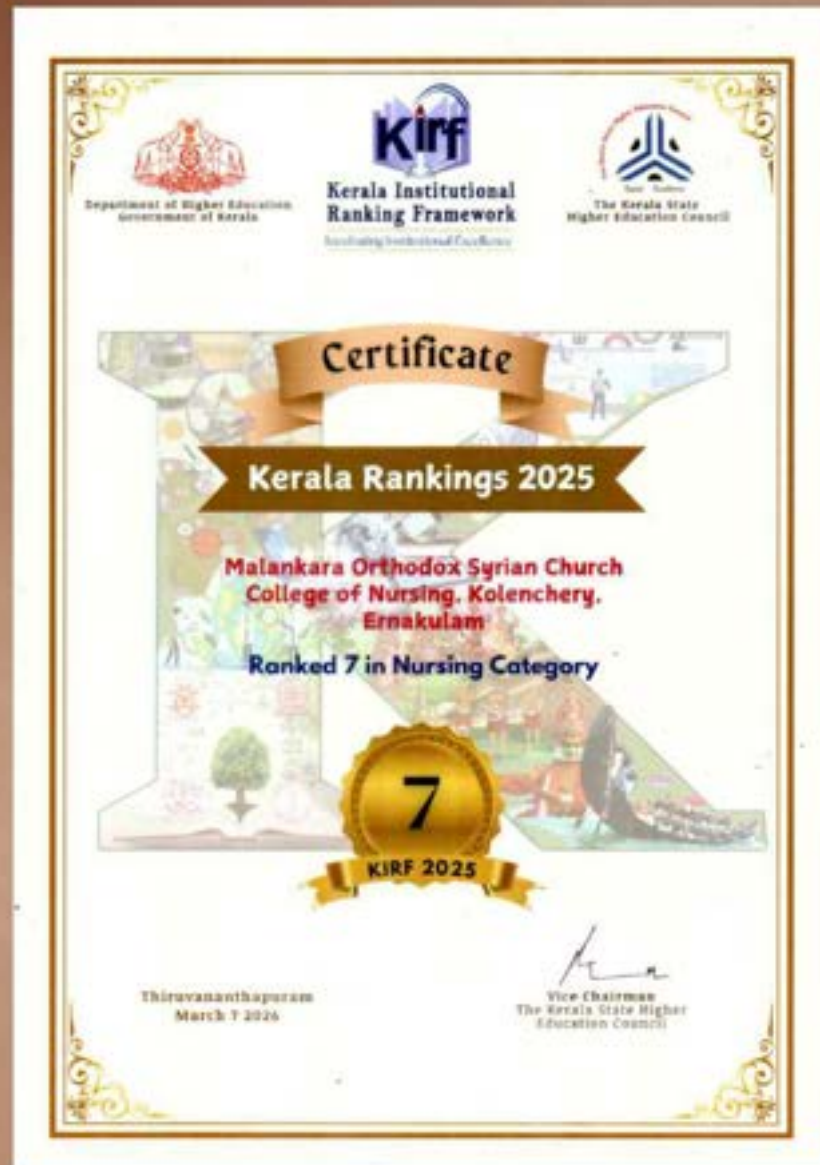 Department of Higher Education
Government of Kerala
Kirf
Kerala Institutional
Ranking Framework
Institutional Excellence
The Kerala State
Higher Education Council
Certificate
Kerala Rankings 2025
Malankara Orthodox Syrian Church
College of Nursing, Kolenchery,
Ernakulam
Ranked 7 in Nursing Category
7
KIRF 2025
Thiruvananthapuram
March 7 2026
Vice Chairman
The Kerala State Higher
Education Council